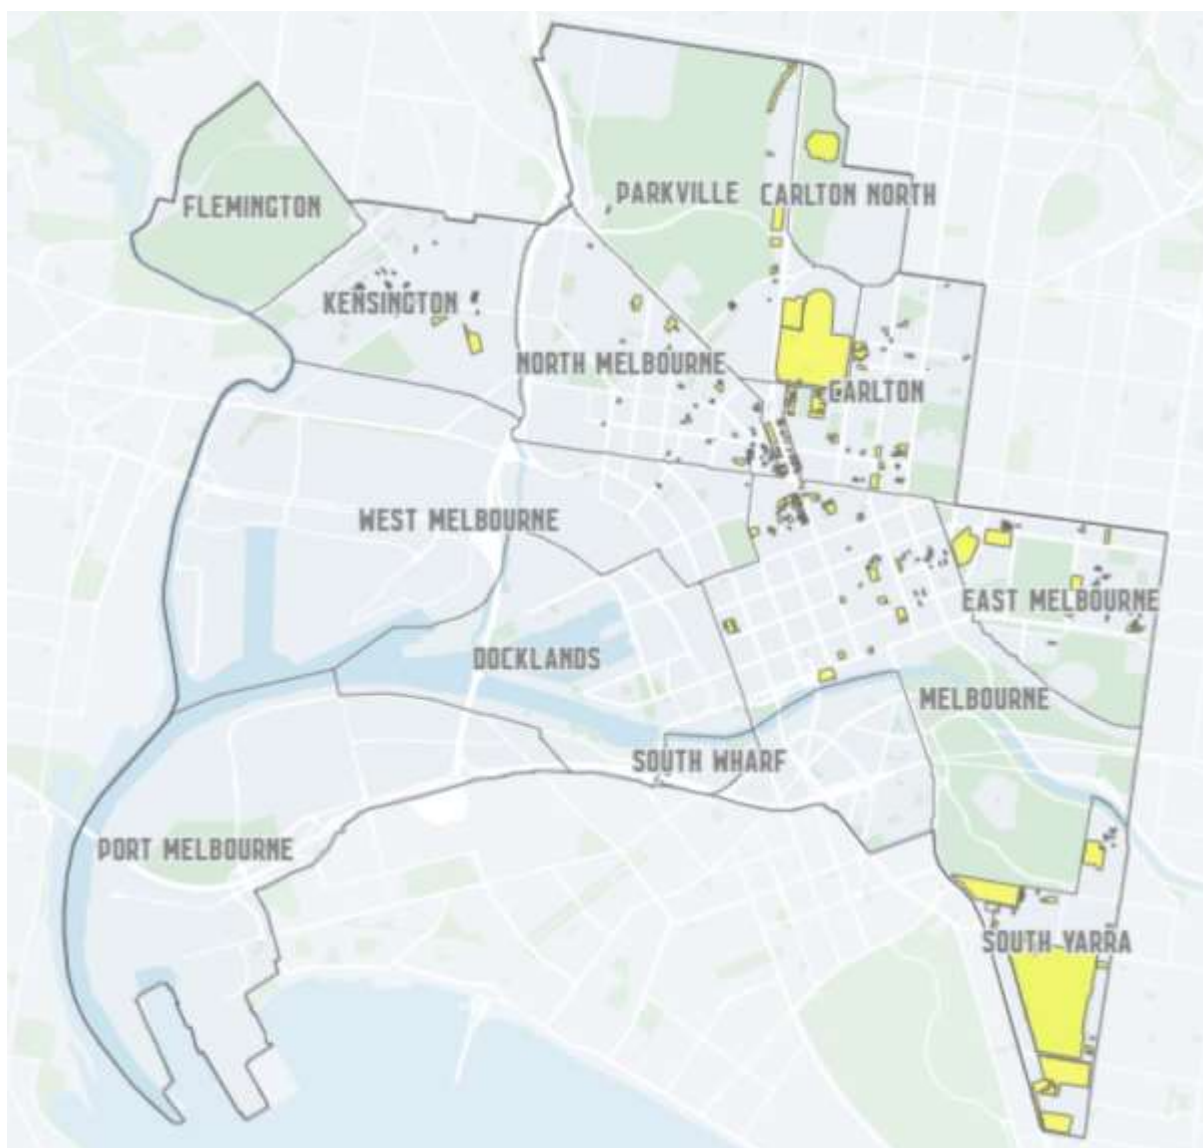 PARKVILLE
CARLTON NORTH
FLEMINGTON
KENSINGTON
NORTH MELBOURNE
CARLTON
WEST MELBOURNE
EAST MELBOURNE
DOCKLANDS
MELBOURNE
SOUTH WHARF
PORT MELBOURNE
SOUTH YARRA